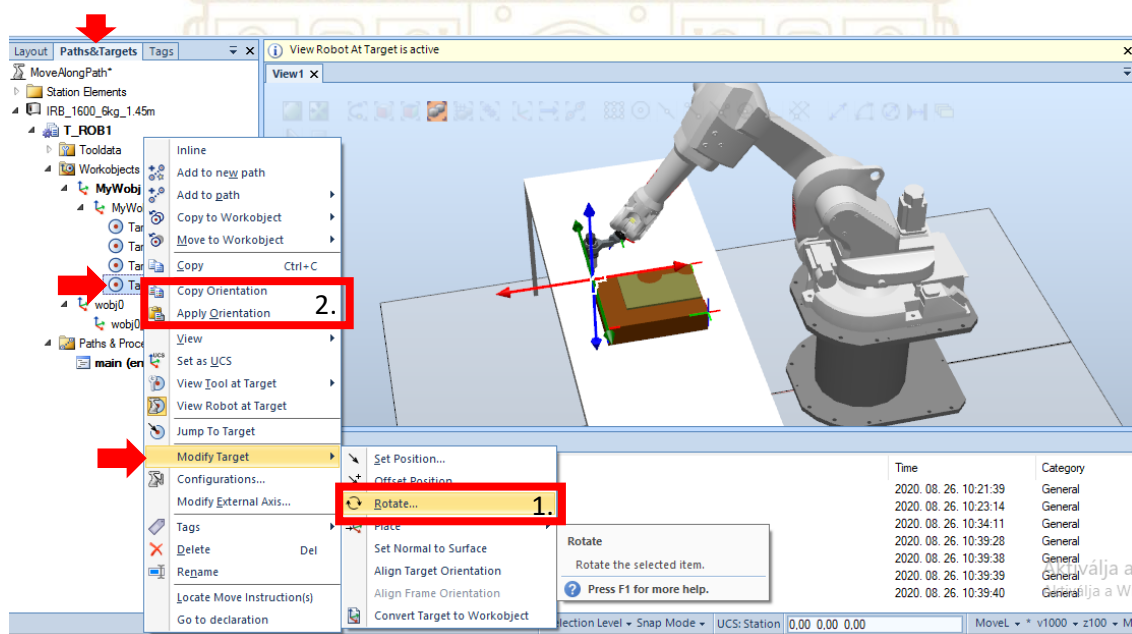 Layout Paths&Targets Tags
View Robot At Target is active
MoveAlongPath*
View1
Station Elements
IRB_1600_6kg_1.45m
T_ROB1
Tooldata
Workobjects
MyWobj
MyWo
Tar
Tar
Tar
Ta
wobj0
wobj0
Paths & Proce
main (en
Inline
Add to new path
Add to path
Copy to Workobject
Move to Workobject
Copy Ctrl+C
Copy Orientation
Apply Orientation
2.
View
Set as UCS
View Tool at Target
View Robot at Target
Jump To Target
Modify Target
Configurations...
Modify External Axis...
Tags
Delete Del
Rename
Locate Move Instruction(s)
Go to declaration
Set Position...
Offset Position...
Rotate...
1.
Place
Set Normal to Surface
Align Target Orientation
Align Frame Orientation
Convert Target to Workobject
Rotate
Rotate the selected item.
Press F1 for more help.
Time Category
2020. 08. 26. 10:21:39 General
2020. 08. 26. 10:23:14 General
2020. 08. 26. 10:34:11 General
2020. 08. 26. 10:39:28 General
2020. 08. 26. 10:39:38 General
2020. 08. 26. 10:39:39 General
2020. 08. 26. 10:39:40 General
Aktiválja a
lection Level Snap Mode UCS: Station 0,00 0,00 0,00 MoveL * v1000 z100 M